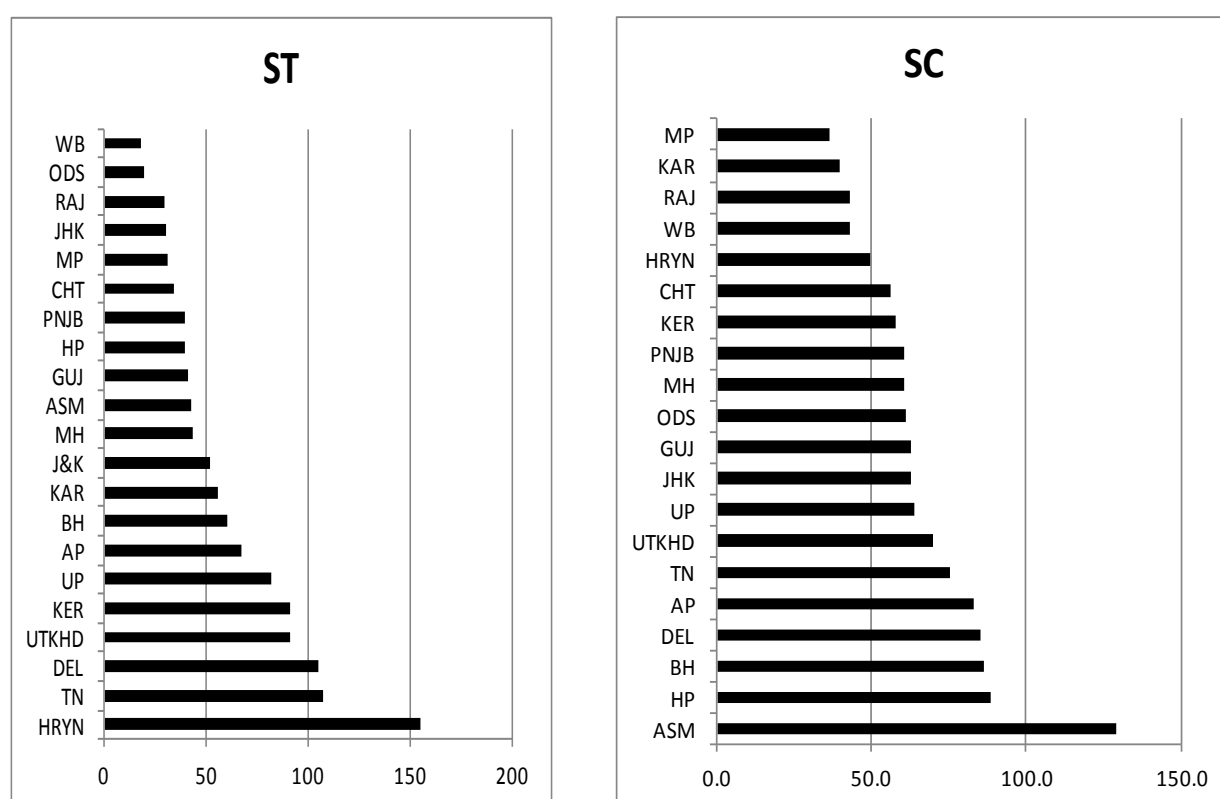 ST
WB
ODS
RAJ
JHK
MP
CHT
PNJB
HP
GUJ
ASM
MH
J&K
KAR
BH
AP
UP
KER
UTKHD
DEL
TN
HRYN
0 50 100 150 200
SC
MP
KAR
RAJ
WB
HRYN
CHT
KER
PNJB
MH
ODS
GUJ
JHK
UP
UTKHD
TN
AP
DEL
BH
HP
ASM
0.0 50.0 100.0 150.0